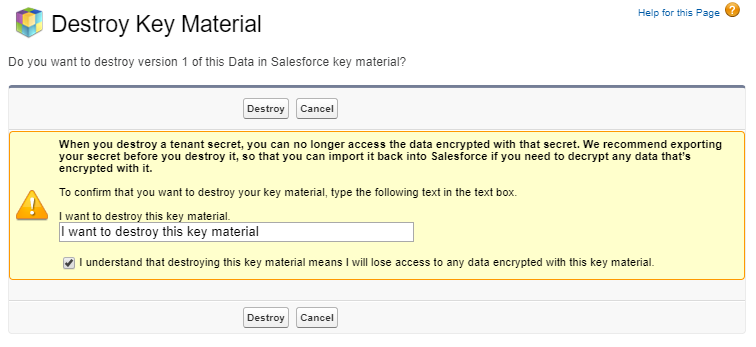 Help for this Page ?
Destroy Key Material
Do you want to destroy version 1 of this Data in Salesforce key material?
Destroy Cancel
When you destroy a tenant secret, you can no longer access the data encrypted with that secret. We recommend exporting
your secret before you destroy it, so that you can import it back into Salesforce if you need to decrypt any data that's
encrypted with it.
To confirm that you want to destroy your key material, type the following text in the text box.
I want to destroy this key material.
I want to destroy this key material
I understand that destroying this key material means I will lose access to any data encrypted with this key material.
Destroy Cancel